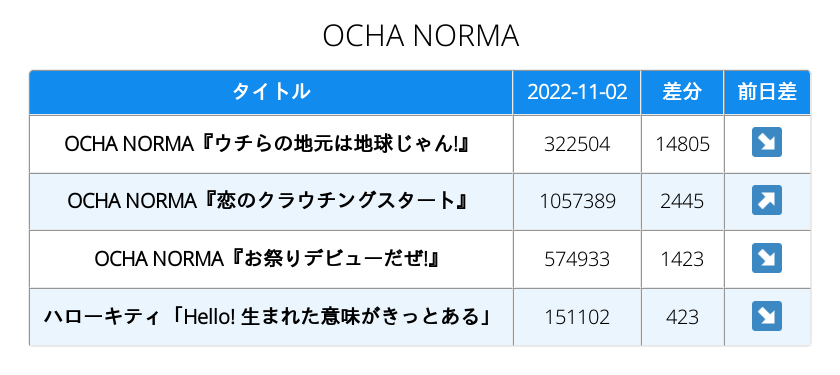 OCHA NORMA
タイトル 2022-11-02 差分 前日差
OCHA NORMA『ウチらの地元は地球じゃん!』 322504 14805 ↘
OCHA NORMA『恋のクラウチングスタート』 1057389 2445 ↗
OCHA NORMA『お祭りデビューだぜ!』 574933 1423 ↘
ハローキティ「Hello! 生まれた意味がきっとある」 151102 423 ↘